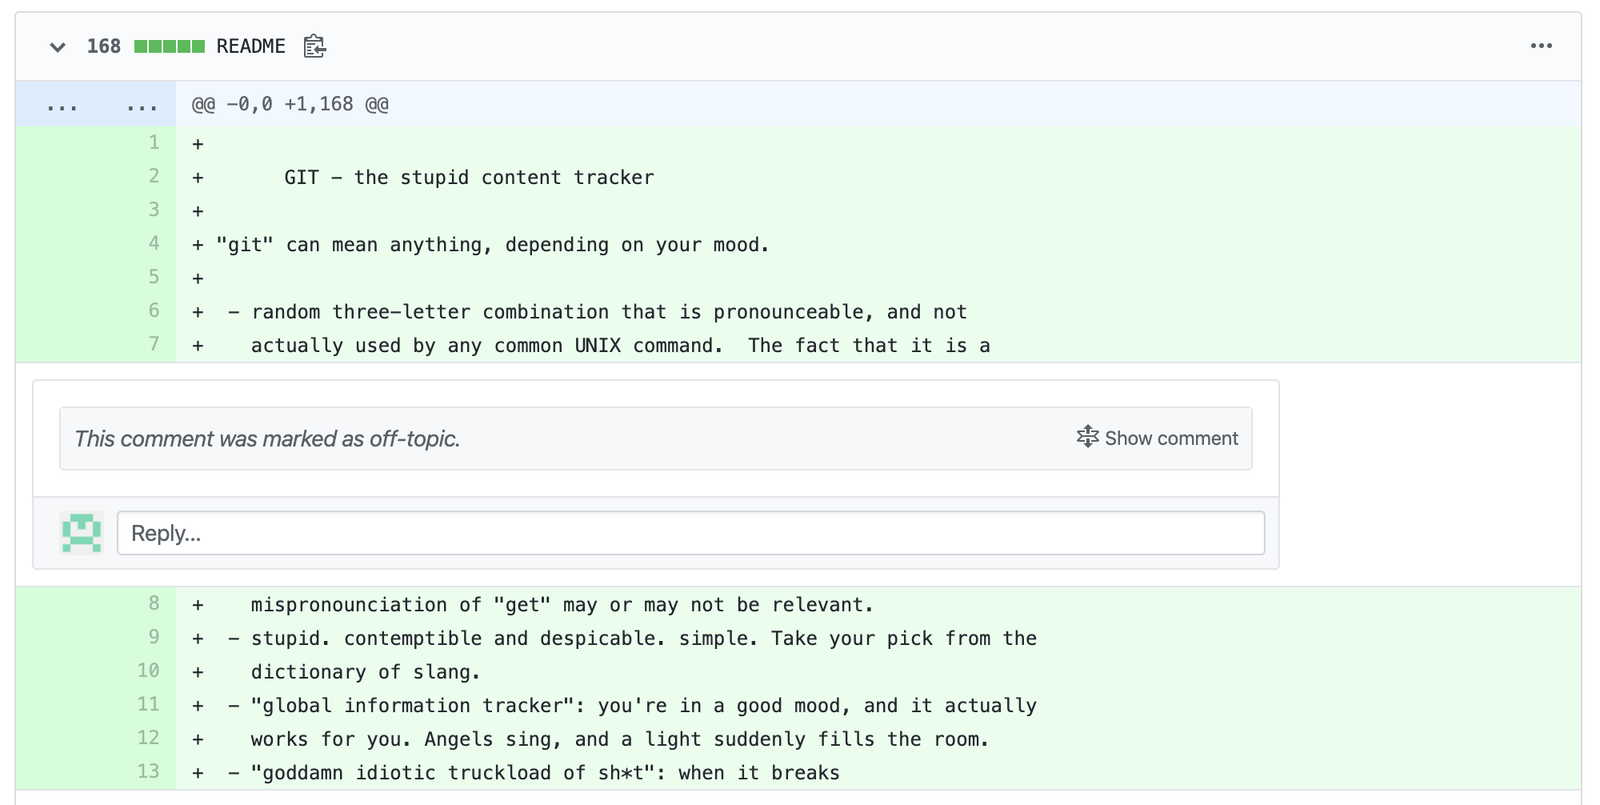 168 README
... ... @@ -0,0 +1,168 @@
1 +
2 + GIT - the stupid content tracker
3 +
4 + "git" can mean anything, depending on your mood.
5 +
6 + - random three-letter combination that is pronounceable, and not
7 + actually used by any common UNIX command.  The fact that it is a
This comment was marked as off-topic. Show comment
Reply...
8 + mispronounciation of "get" may or may not be relevant.
9 + - stupid. contemptible and despicable. simple. Take your pick from the
10 + dictionary of slang.
11 + - "global information tracker": you're in a good mood, and it actually
12 + works for you. Angels sing, and a light suddenly fills the room.
13 + - "goddamn idiotic truckload of sh*t": when it breaks